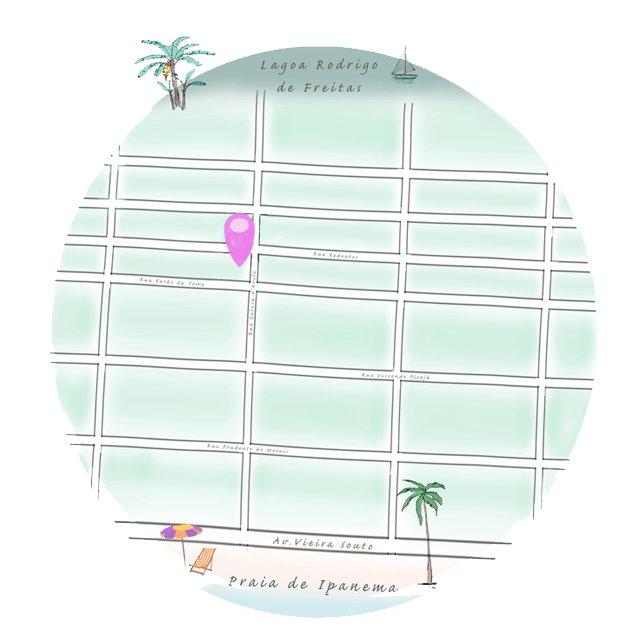 Lagoa Rodrigo
de Freitas
Rua Redentor
Rua Barão da Torre
Rua Garcia d'Ávila
Rua Visconde Pirajá
Rua Prudente de Morais
Av.Vieira Souto
Praia de Ipanema